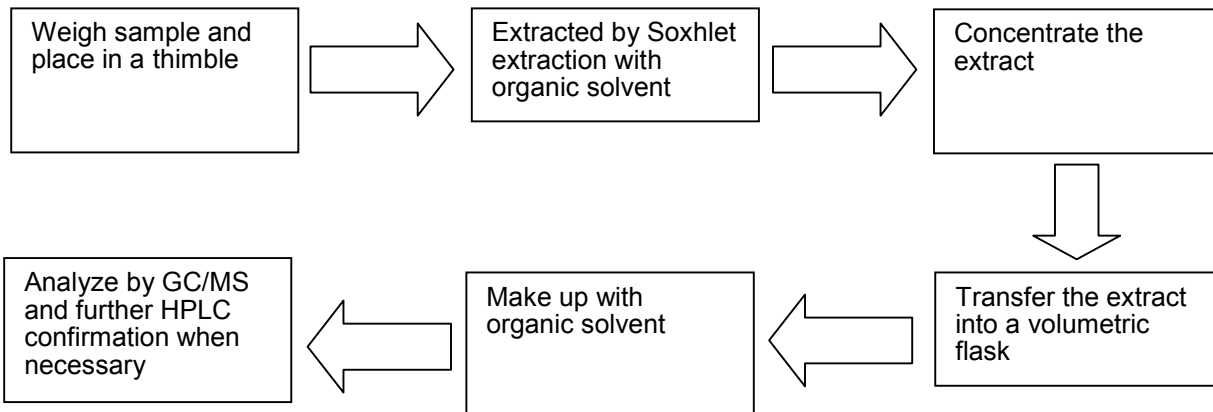 Weigh sample and
place in a thimble
Extracted by Soxhlet
extraction with
organic solvent
Concentrate the
extract
Transfer the extract
into a volumetric
flask
Make up with
organic solvent
Analyze by GC/MS
and further HPLC
confirmation when
necessary